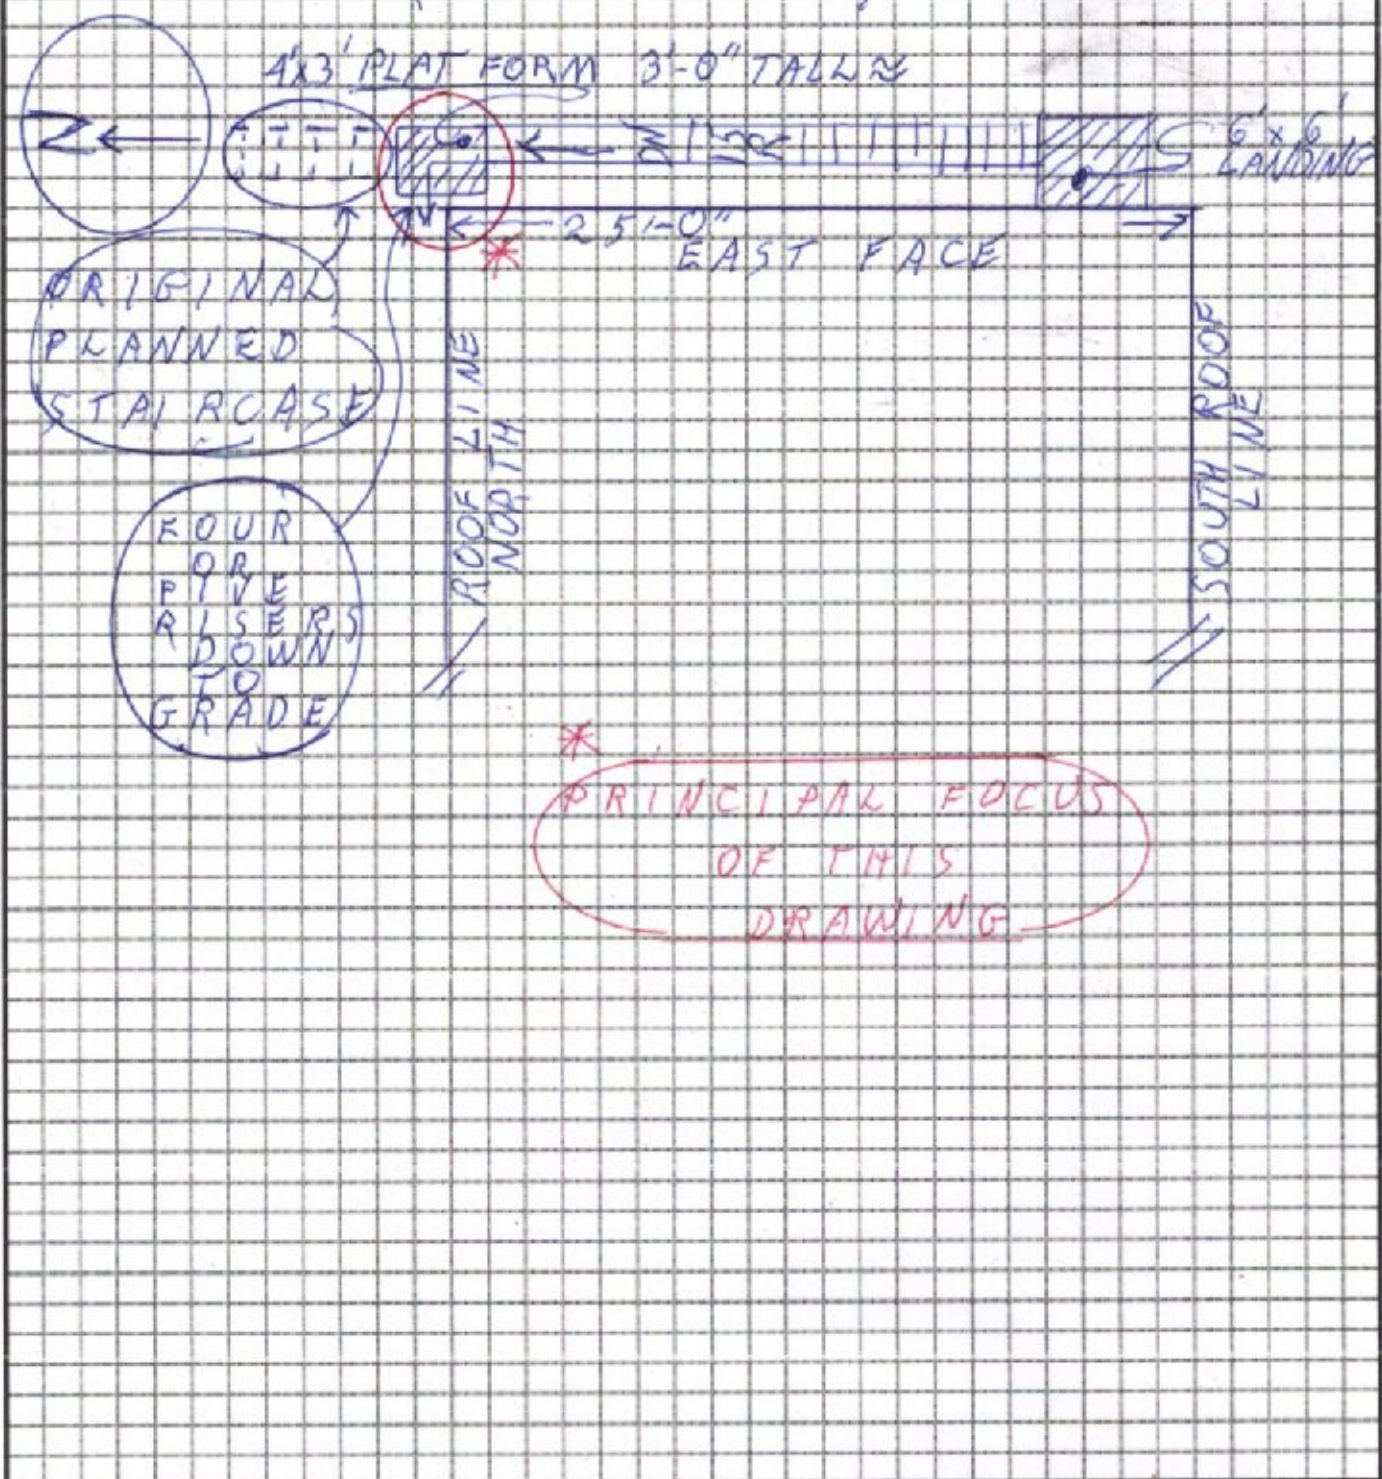 4'x3' PLATFORM 3'-0" TALL ≈
N
6' x 6'
LANDING
25'-0"
EAST FACE
ORIGINAL
PLANNED
STAIRCASE
ROOF LINE
NORTH
SOUTH ROOF
LINE
FOUR
OR
FIVE
RISERS
DOWN
TO
GRADE
*
*
PRINCIPAL FOCUS
OF THIS
DRAWING